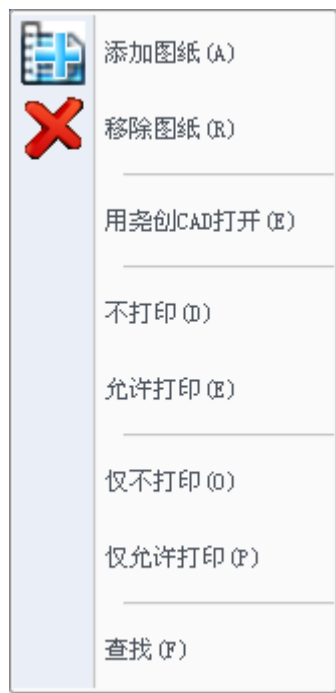 添加图纸(A)
移除图纸(R)
用尧创CAD打开(E)
不打印(D)
允许打印(E)
仅不打印(O)
仅允许打印(P)
查找(F)